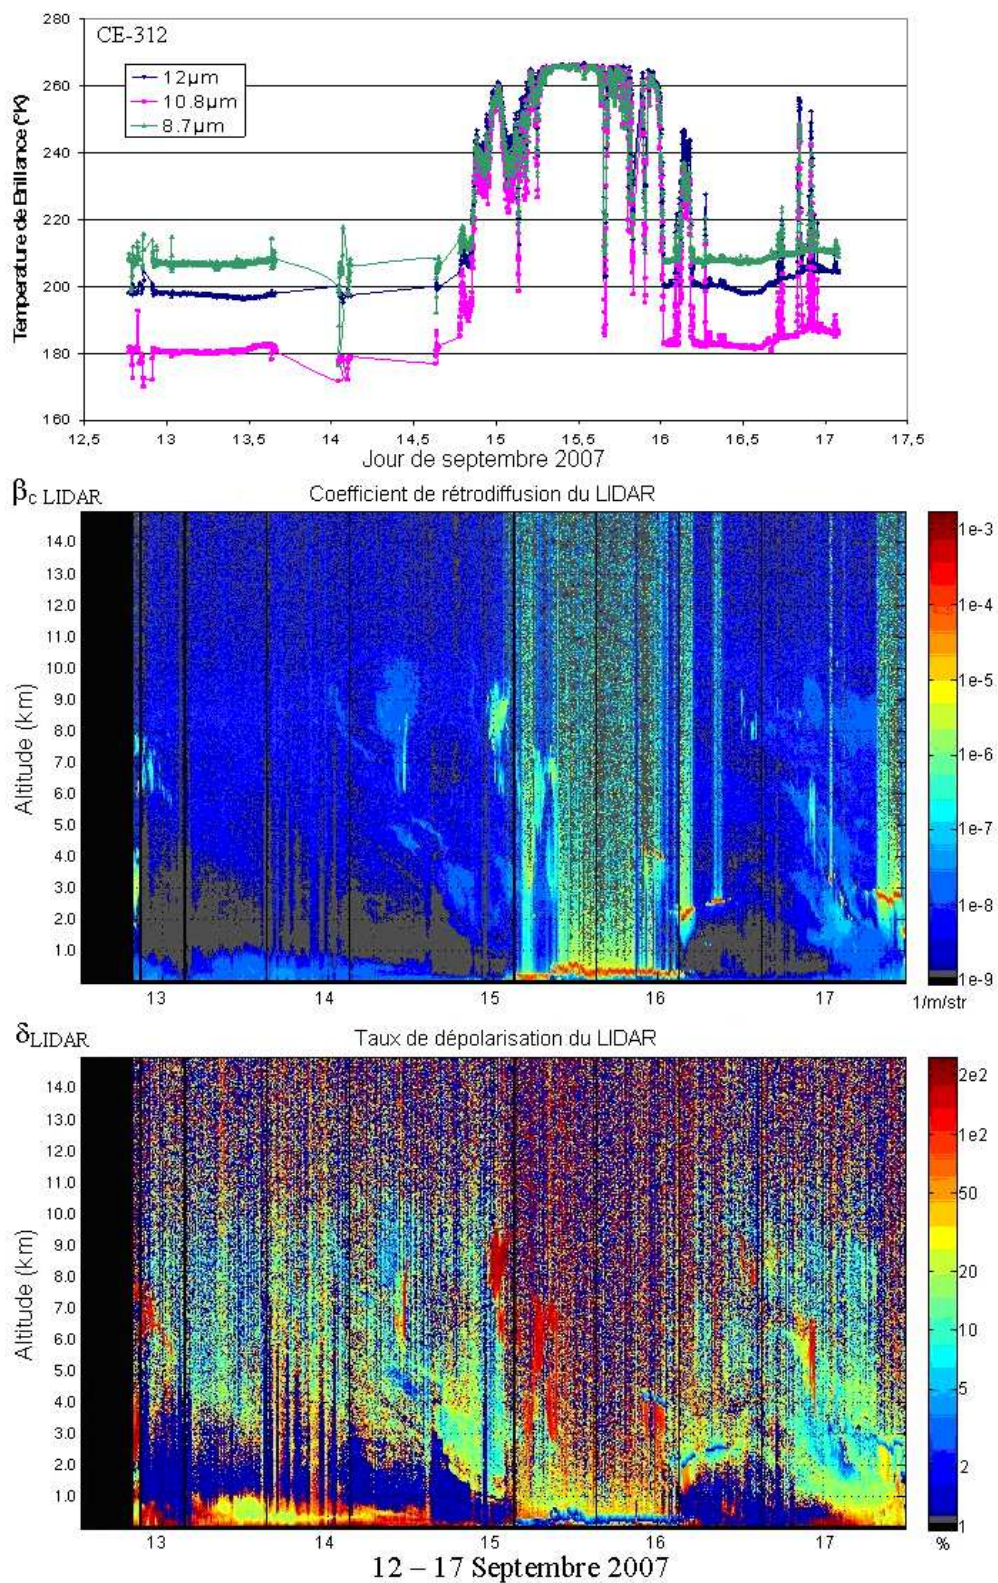 280
CE-312
12µm
10.8µm
8.7µm
260
240
220
200
180
160
Temperature de Brillance (°K)
12,5 13 13,5 14 14,5 15 15,5 16 16,5 17 17,5
Jour de septembre 2007
βc LIDAR
Coefficient de rétrodiffusion du LIDAR
14.0
13.0
12.0
11.0
10.0
9.0
8.0
7.0
6.0
5.0
4.0
3.0
2.0
1.0
Altitude (km)
1e-3
1e-4
1e-5
1e-6
1e-7
1e-8
1e-9
1/m/str
13 14 15 16 17
δLIDAR
Taux de dépolarisation du LIDAR
14.0
13.0
12.0
11.0
10.0
9.0
8.0
7.0
6.0
5.0
4.0
3.0
2.0
1.0
Altitude (km)
2e2
1e2
50
20
10
5
2
1
%
13 14 15 16 17
12 – 17 Septembre 2007